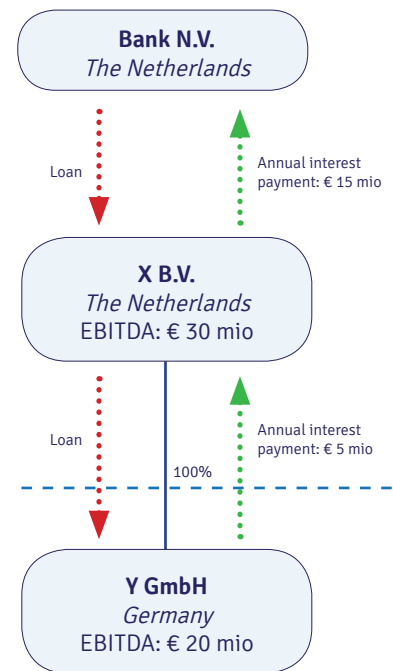 Bank N.V.
The Netherlands
Loan
Annual interest
payment: € 15 mio
X B.V.
The Netherlands
EBITDA: € 30 mio
Loan
Annual interest
payment: € 5 mio
100%
Y GmbH
Germany
EBITDA: € 20 mio